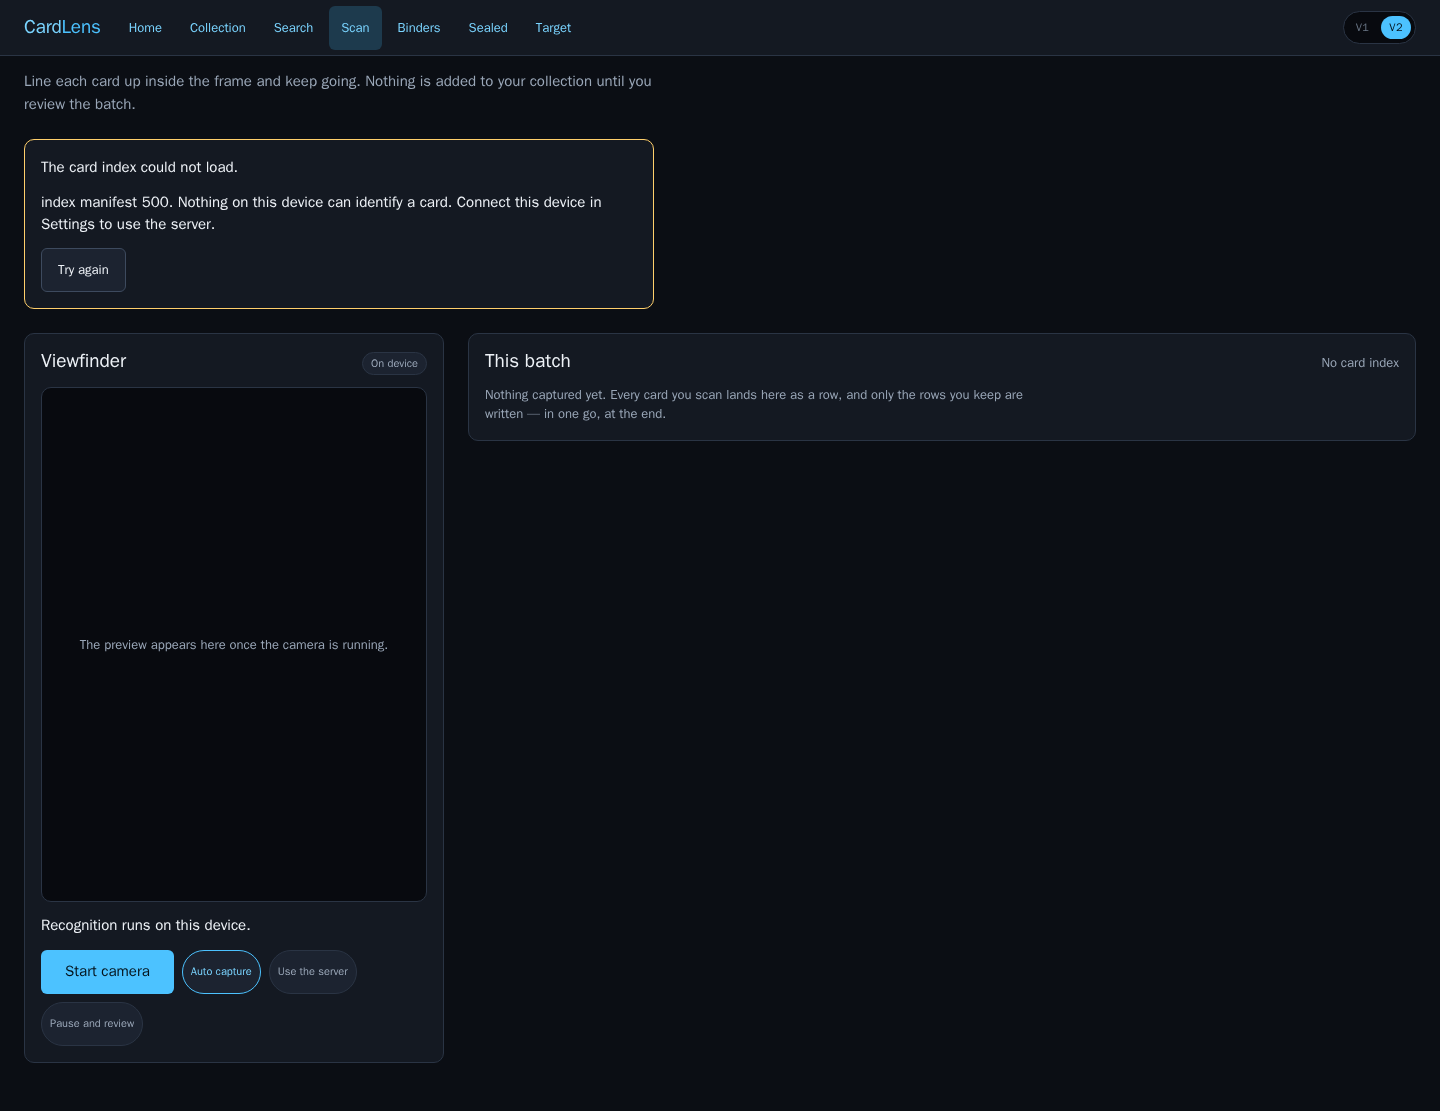 CardLens Home Collection Search Scan Binders Sealed Target V1 V2
Line each card up inside the frame and keep going. Nothing is added to your collection until you
review the batch.
The card index could not load.
index manifest 500. Nothing on this device can identify a card. Connect this device in
Settings to use the server.
Try again
Viewfinder On device
The preview appears here once the camera is running.
Recognition runs on this device.
Start camera Auto capture Use the server
Pause and review
This batch No card index
Nothing captured yet. Every card you scan lands here as a row, and only the rows you keep are
written — in one go, at the end.